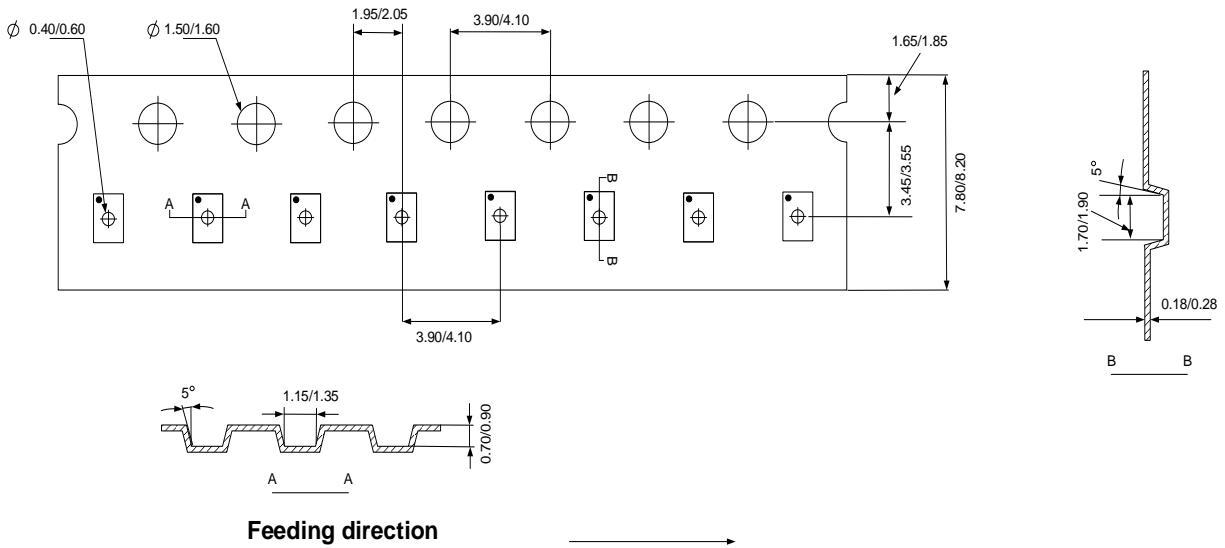 1.95/2.05
3.90/4.10
Ø 0.40/0.60
Ø 1.50/1.60
1.65/1.85
3.45/3.55
7.80/8.20
A A
B
B
3.90/4.10
5°
1.70/1.90
0.18/0.28
B B
5°
1.15/1.35
0.70/0.90
A A
Feeding direction